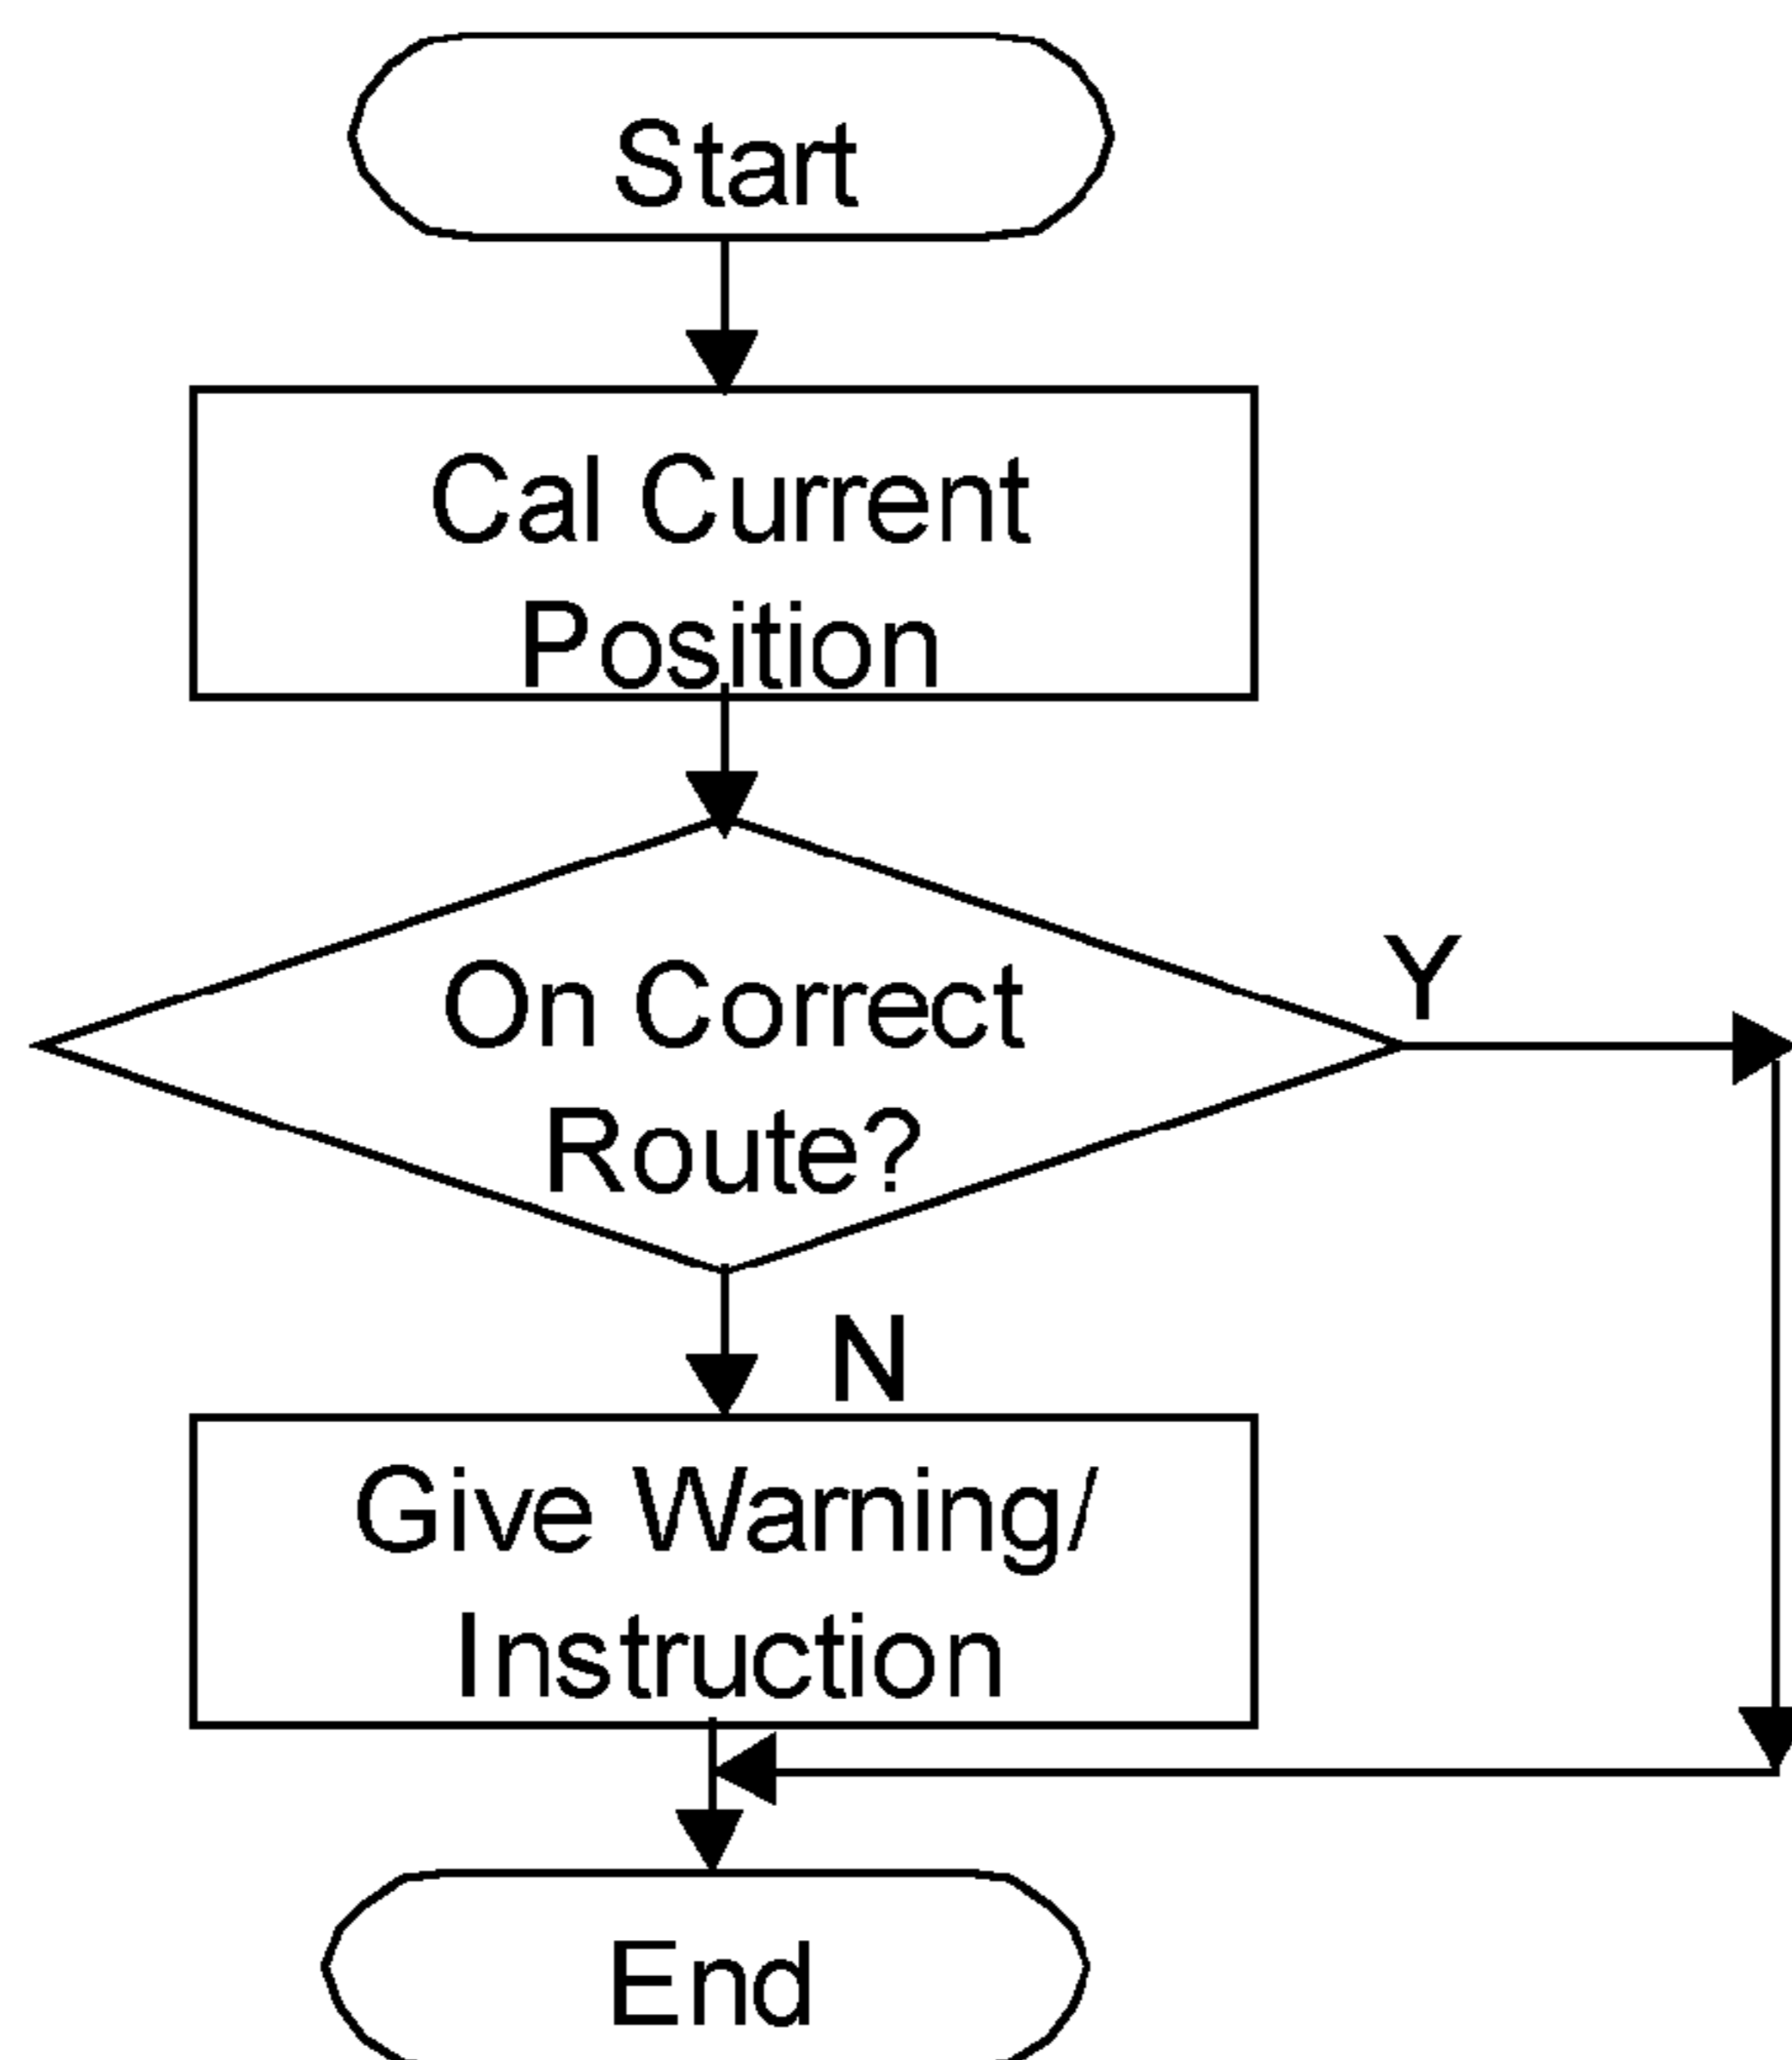 Start
Cal Current
Position
On Correct
Route?
Y
N
Give Warning/
Instruction
End